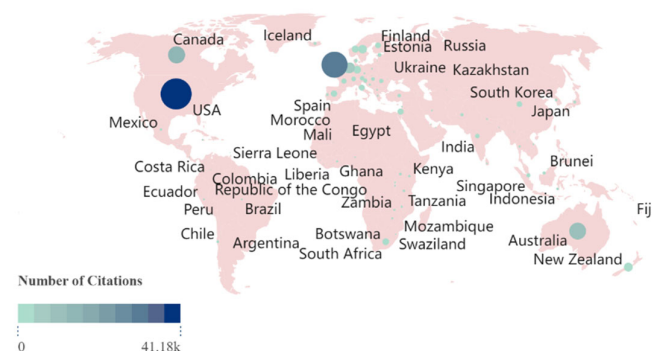 Canada
Iceland
Finland
Estonia
Russia
Ukraine
Kazakhstan
South Korea
Japan
USA
Mexico
Spain
Morocco
Mali
Egypt
India
Sierra Leone
Costa Rica
Colombia
Liberia
Ghana
Kenya
Brunei
Ecuador
Republic of the Congo
Singapore
Indonesia
Peru
Brazil
Zambia
Tanzania
Fij
Chile
Argentina
Botswana
Mozambique
South Africa
Swaziland
Australia
New Zealand
Number of Citations
0
41.18k